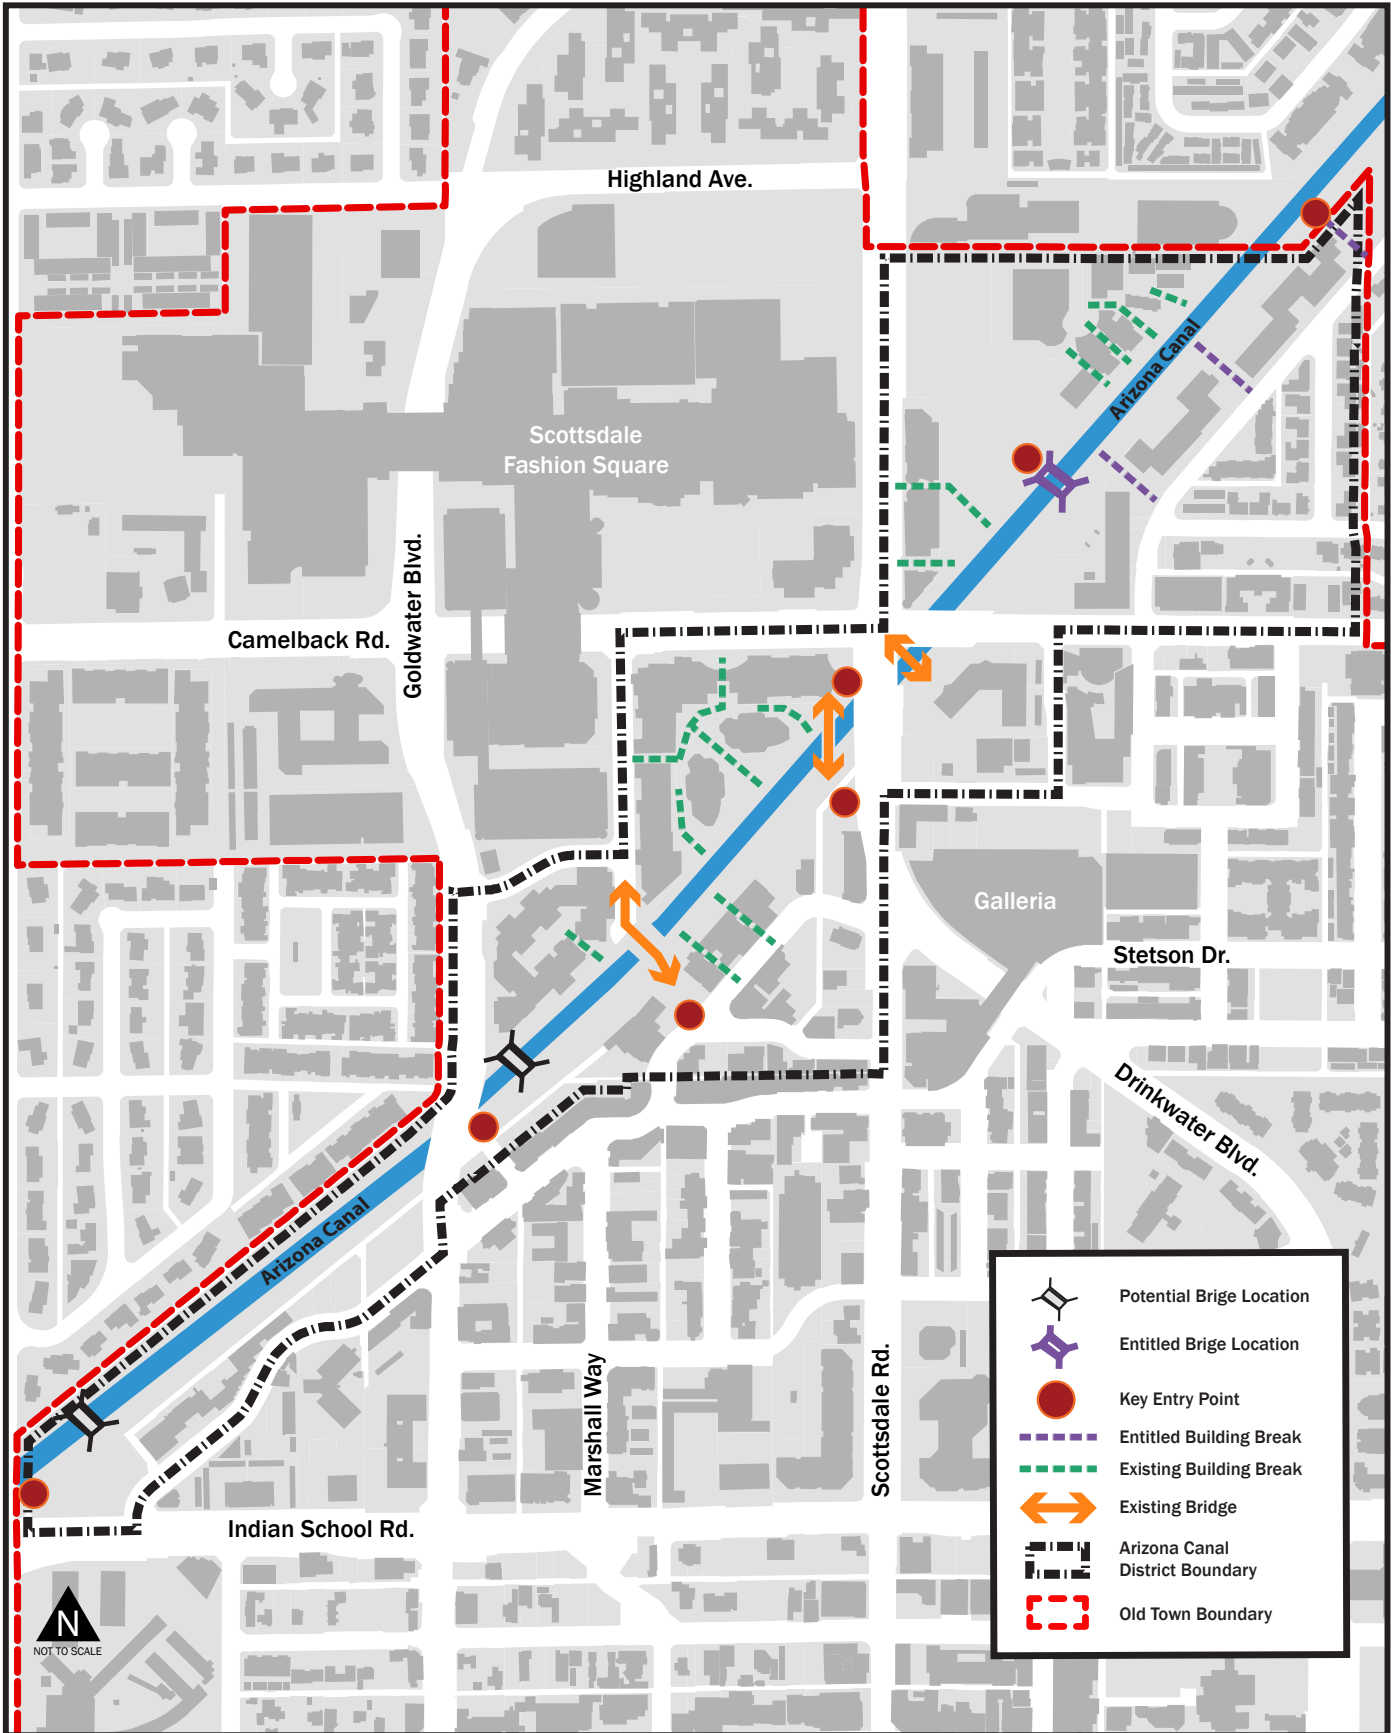 Highland Ave.
Arizona Canal
Scottsdale
Fashion Square
Goldwater Blvd.
Camelback Rd.
Galleria
Stetson Dr.
Drinkwater Blvd.
Arizona Canal
Marshall Way
Scottsdale Rd.
Indian School Rd.
N
NOT TO SCALE
Potential Brige Location
Entitled Brige Location
Key Entry Point
Entitled Building Break
Existing Building Break
Existing Bridge
Arizona Canal
District Boundary
Old Town Boundary